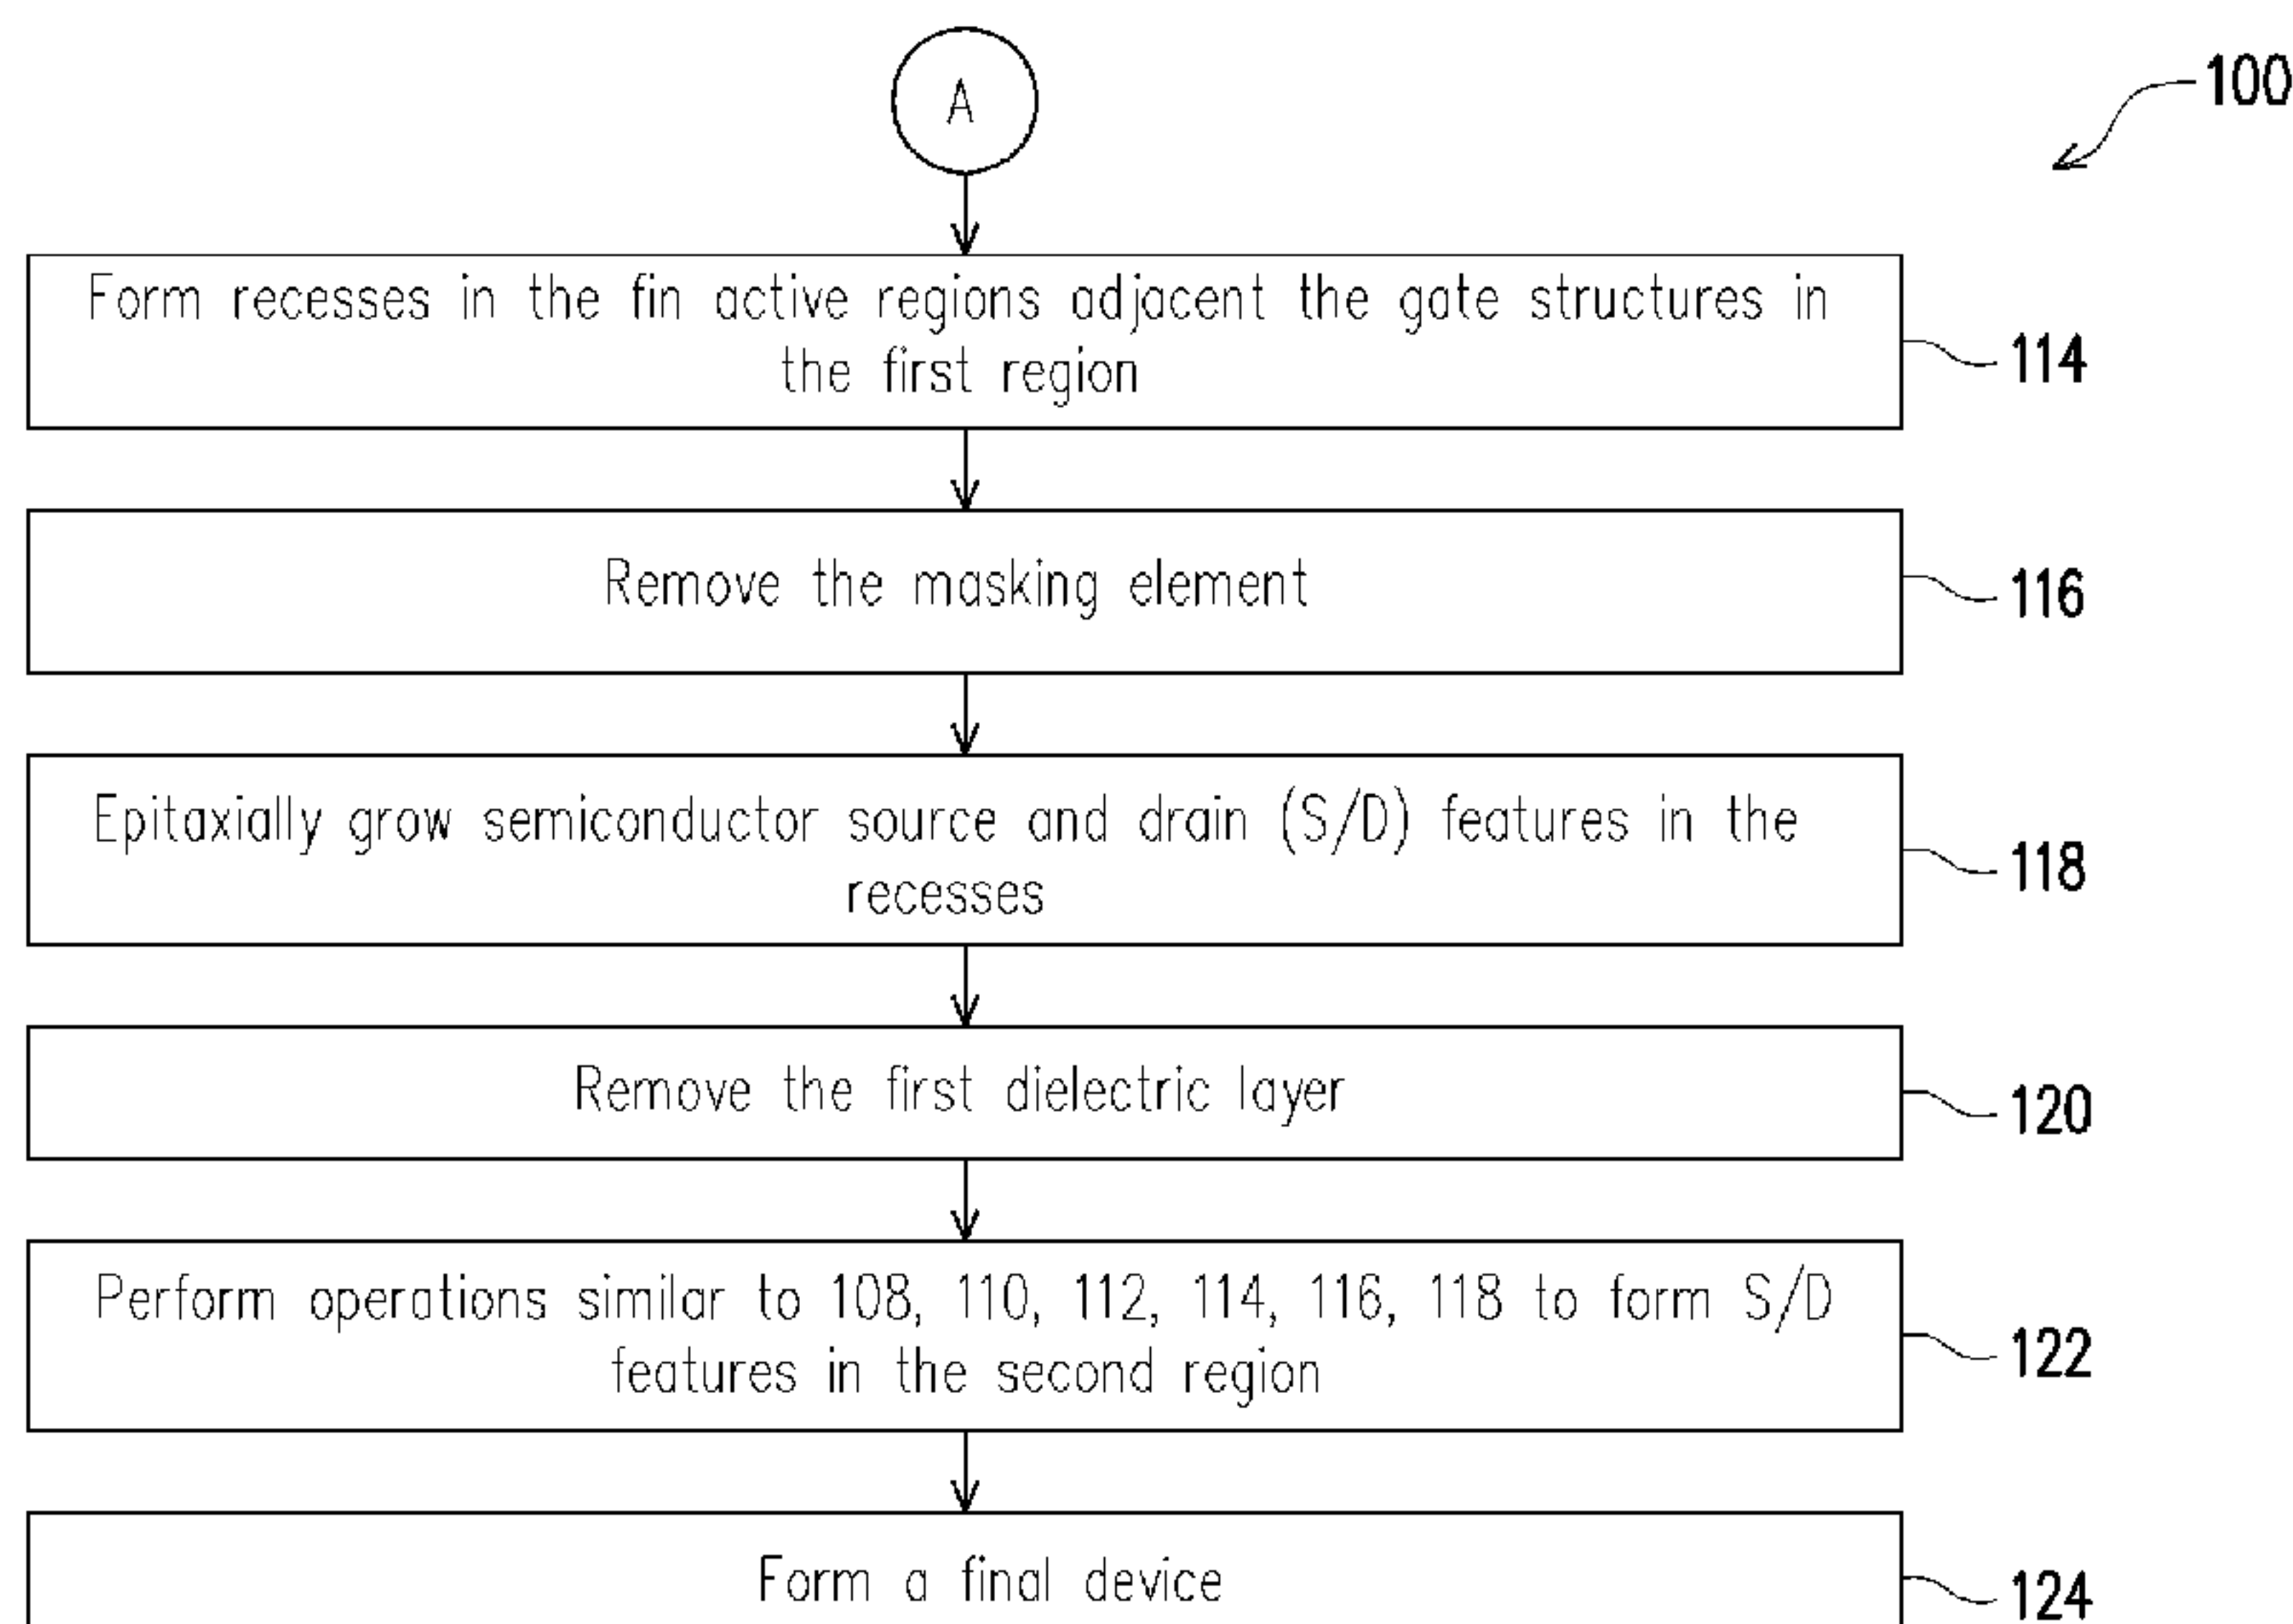 A
100
Form recesses in the fin active regions adjacent the gate structures in
the first region
114
Remove the masking element
116
Epitaxially grow semiconductor source and drain (S/D) features in the
recesses
118
Remove the first dielectric layer
120
Perform operations similar to 108, 110, 112, 114, 116, 118 to form S/D
features in the second region
122
Form a final device
124